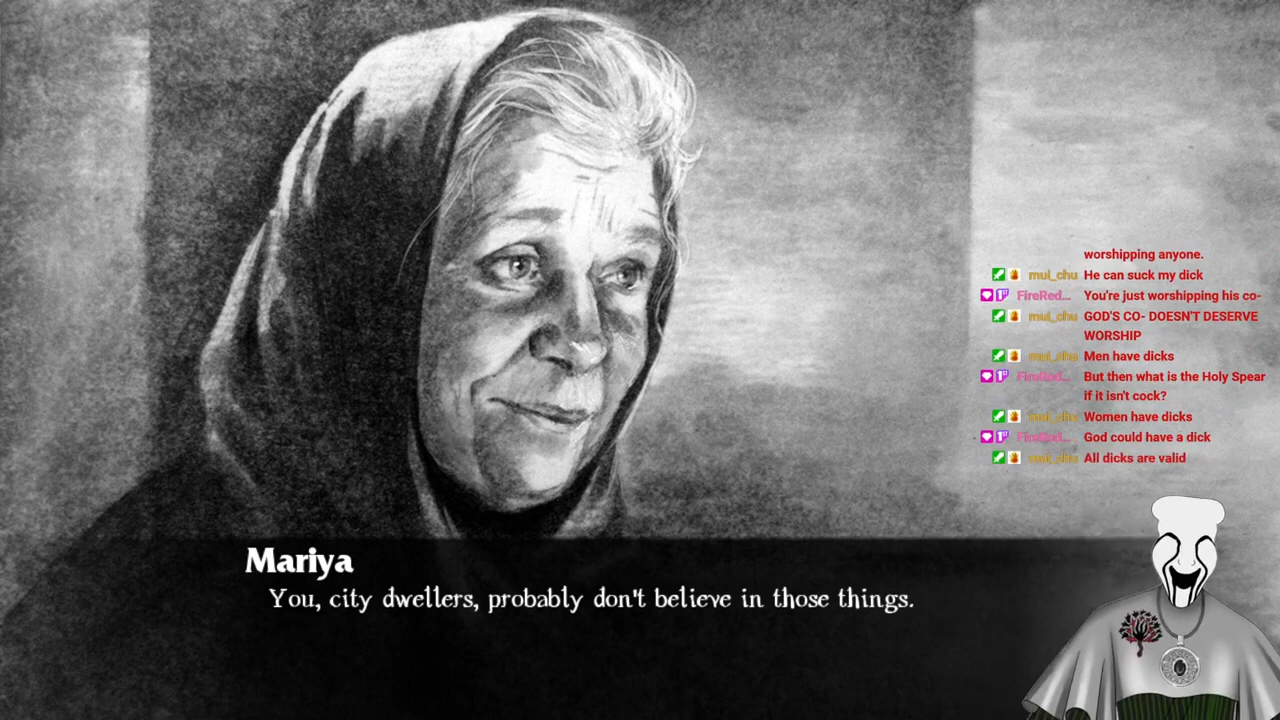 worshipping anyone.
mul_chu He can suck my dick
FireRed... You're just worshipping his co-
mul_chu GOD'S CO- DOESN'T DESERVE
WORSHIP
mul_chu Men have dicks
FireRed... But then what is the Holy Spear
if it isn't cock?
mul_chu Women have dicks
FireRed... God could have a dick
mul_chu All dicks are valid
Mariya
You, city dwellers, probably don't believe in those things.